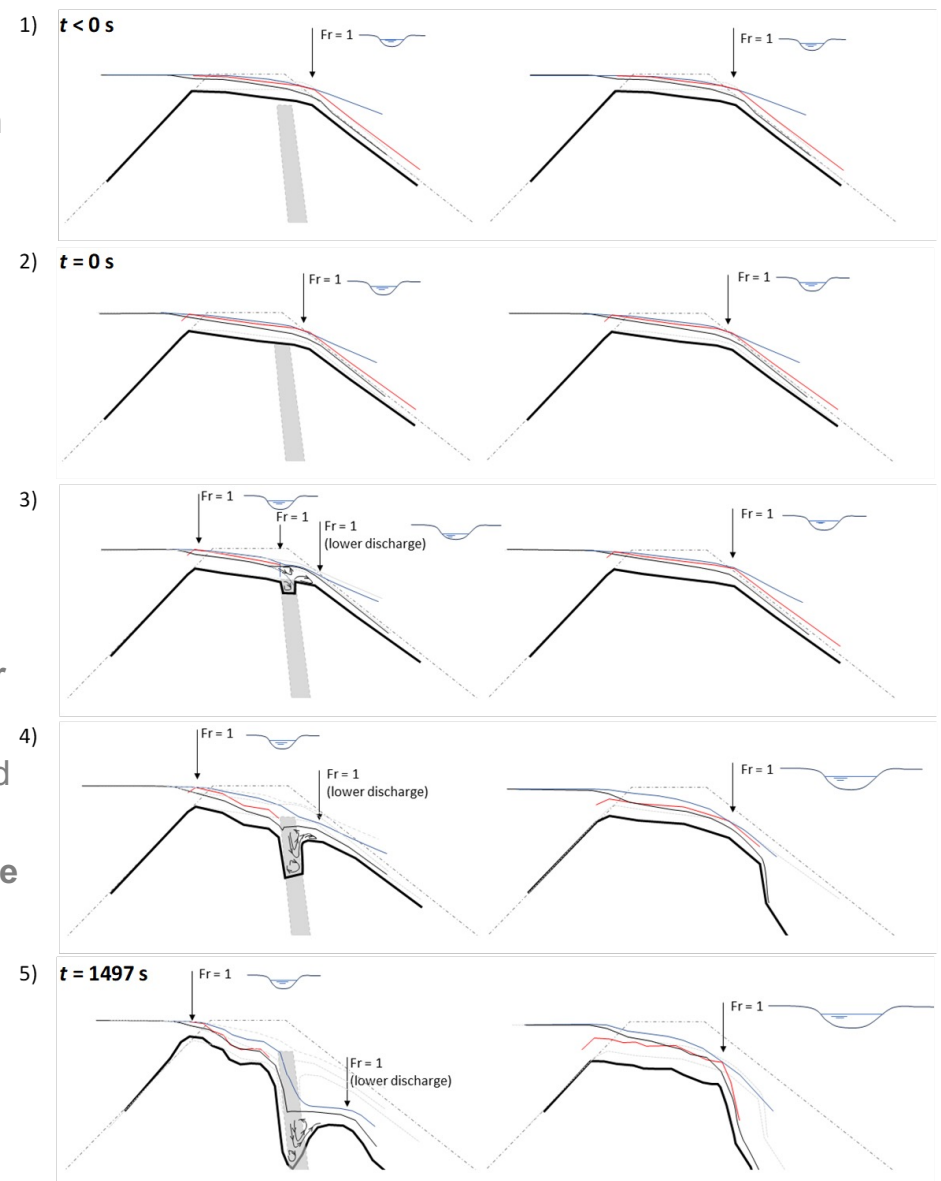 1) t < 0 s
Fr = 1
Fr = 1
2) t = 0 s
Fr = 1
Fr = 1
3)
Fr = 1
Fr = 1
Fr = 1
(lower discharge)
Fr = 1
4)
Fr = 1
Fr = 1
(lower discharge)
Fr = 1
5) t = 1497 s
Fr = 1
Fr = 1
(lower discharge)
Fr = 1
r
d
e